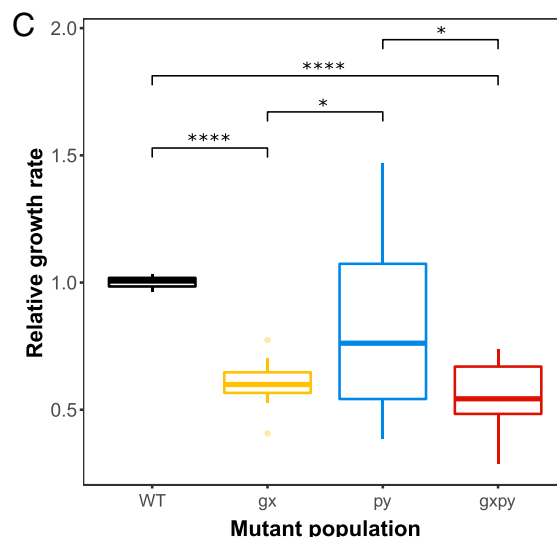 C
2.0
*
****
*
****
1.5
1.0
0.5
Relative growth rate
WT gx py gxpy
Mutant population